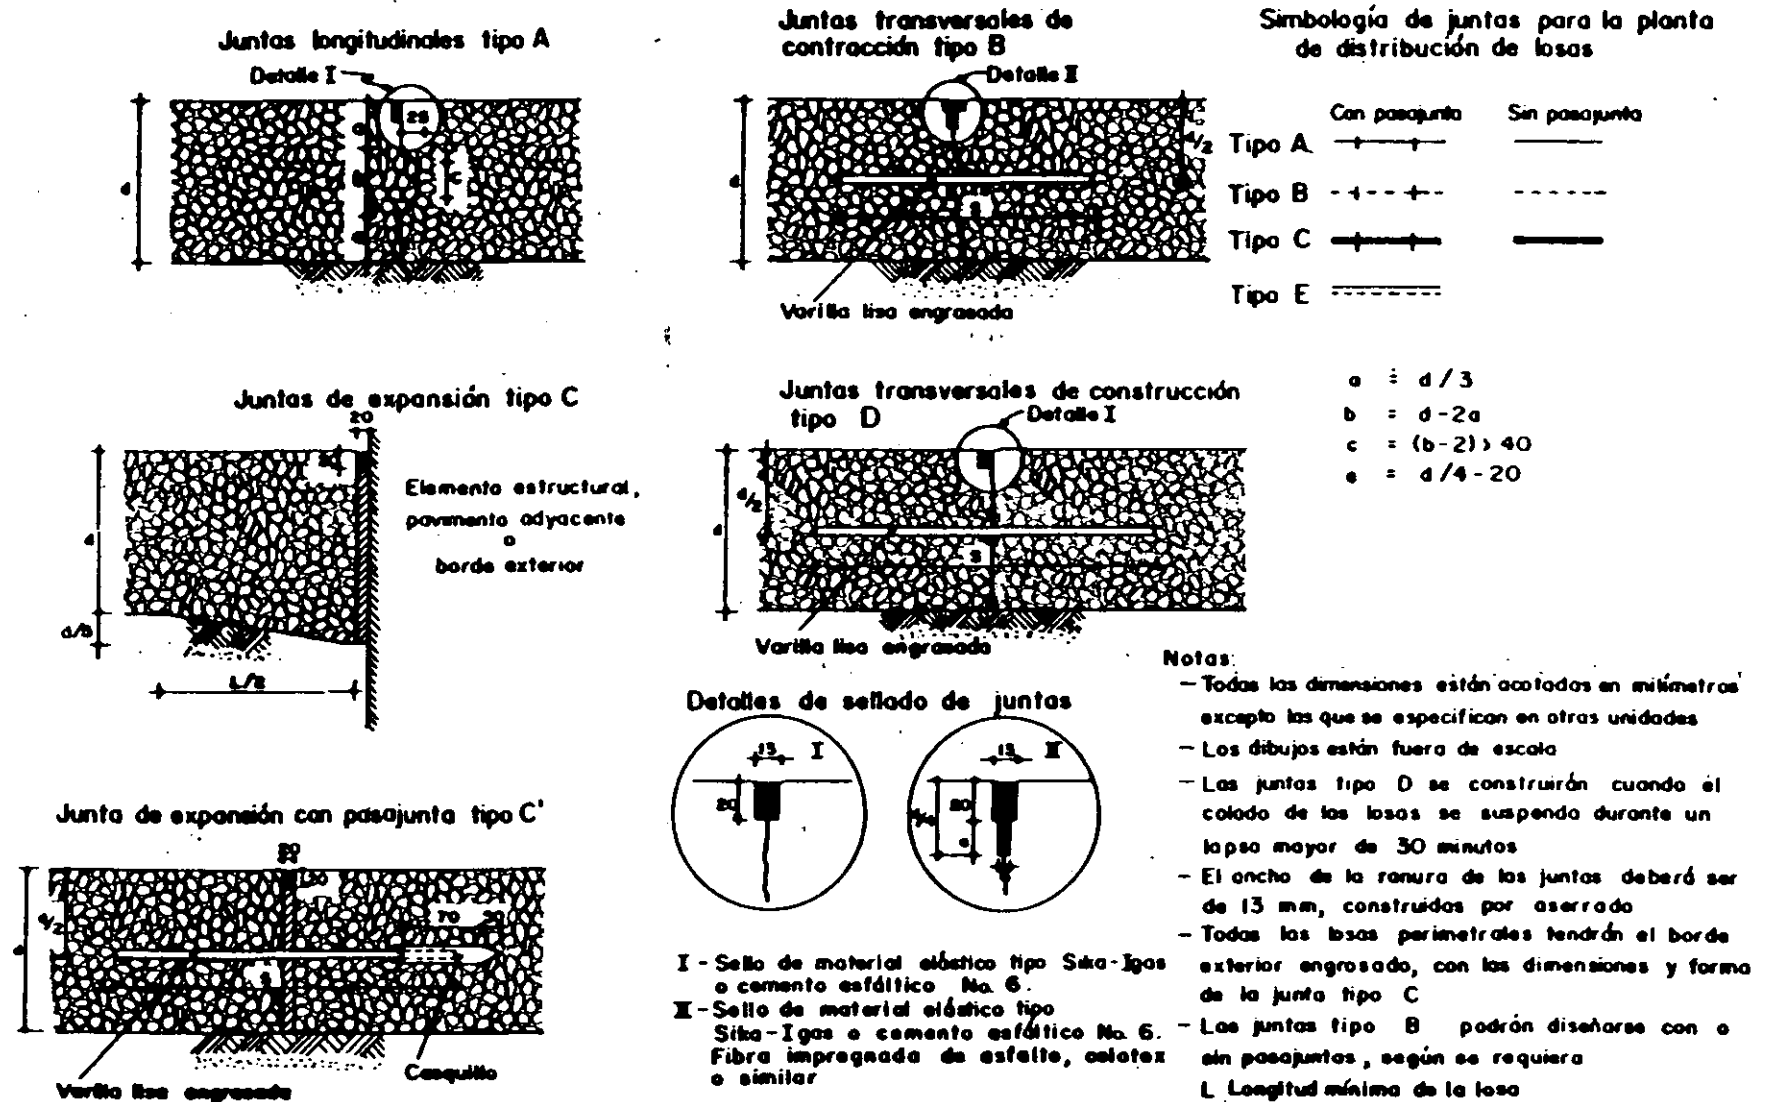 Juntas longitudinales tipo A
Detalle I
a
b
a
25
c
d
Juntas transversales de
contracción tipo B
Detalle II
d
d/2
S
Varilla lisa engrasada
Simbología de juntas para la planta
de distribución de losas
Con pasajunta Sin pasajunta
Tipo A
Tipo B
Tipo C
Tipo E
a = d/3
b = d-2a
c = (b-2) > 40
e = d/4-20
Juntas de expansión tipo C
20
d
Elemento estructural,
pavimento adyacente
o
borde exterior
L/2
Juntas transversales de construcción
tipo D
Detalle I
d/2
d
S
Varilla lisa engrasada
Junta de expansión con pasajunta tipo C'
20
d/2
d
70
S
Varilla lisa engrasada
Casquillo
Detalles de sellado de juntas
13 I
20
13 II
20
e
I - Sello de material elástico tipo Sika-Igas
o cemento asfáltico No. 6.
II - Sello de material elástico tipo
Sika-Igas o cemento asfáltico No. 6.
Fibra impregnada de asfalto, celotex
o similar
Notas:
- Todas las dimensiones están acotadas en milímetros
excepto las que se especifican en otras unidades
- Los dibujos están fuera de escala
- Las juntas tipo D se construirán cuando el
colado de las losas se suspenda durante un
lapso mayor de 30 minutos
- El ancho de la ranura de las juntas deberá ser
de 13 mm, construidas por aserrado
- Todas las losas perimetrales tendrán el borde
exterior engrosado, con las dimensiones y forma
de la junta tipo C
- Las juntas tipo B podrán diseñarse con o
sin pasajuntas, según se requiera
L Longitud mínima de la losa